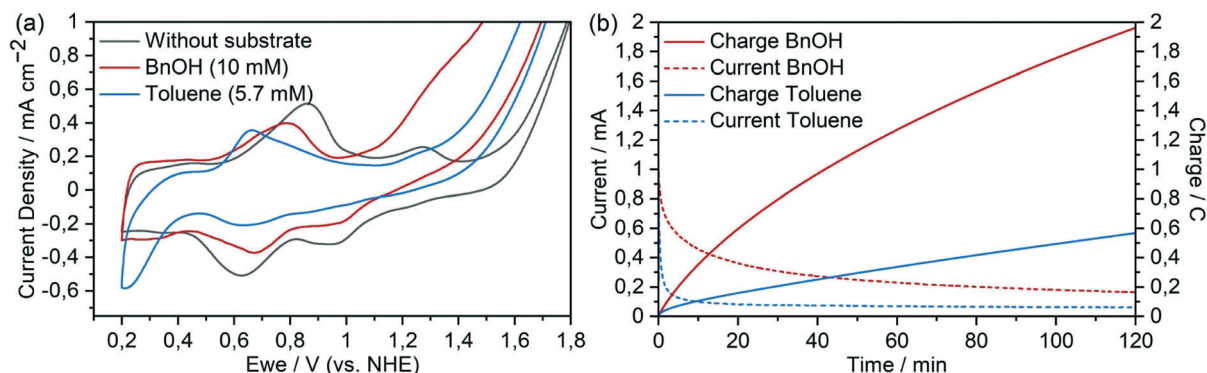 (a)
Without substrate
BnOH (10 mM)
Toluene (5.7 mM)
Current Density / mA cm−2
1
0,8
0,6
0,4
0,2
0
-0,2
-0,4
-0,6
0,2 0,4 0,6 0,8 1 1,2 1,4 1,6 1,8
Ewe / V (vs. NHE)
(b)
Charge BnOH
Current BnOH
Charge Toluene
Current Toluene
Current / mA
2
1,8
1,6
1,4
1,2
1
0,8
0,6
0,4
0,2
0
Charge / C
2
1,8
1,6
1,4
1,2
1
0,8
0,6
0,4
0,2
0
0 20 40 60 80 100 120
Time / min